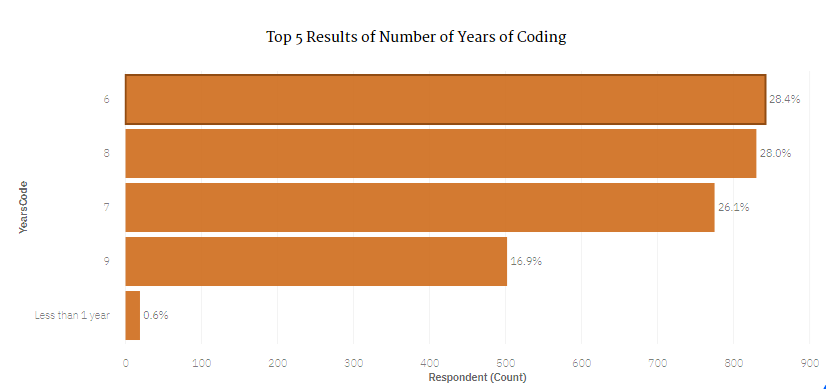 Top 5 Results of Number of Years of Coding
YearsCode
6
28.4%
8
28.0%
7
26.1%
9
16.9%
Less than 1 year
0.6%
0 100 200 300 400 500 600 700 800 900
Respondent (Count)